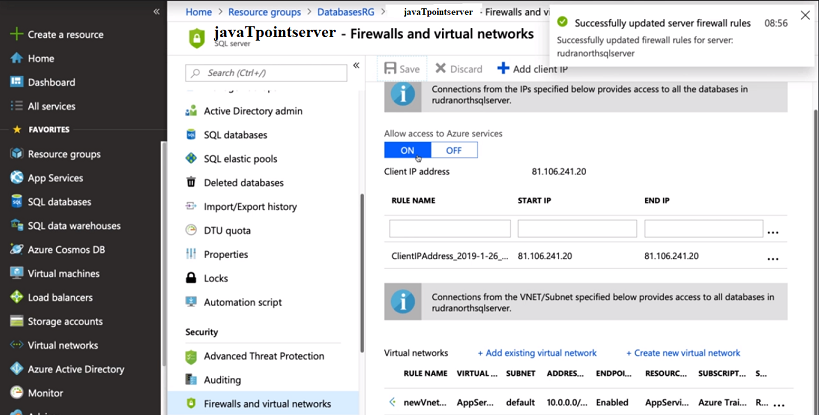 «
Create a resource
Home
Dashboard
All services
FAVORITES
Resource groups
App Services
SQL databases
SQL data warehouses
Azure Cosmos DB
Virtual machines
Load balancers
Storage accounts
Virtual networks
Azure Active Directory
Monitor
Home > Resource groups > DatabasesRG > javaTpointserver - Firewalls and vi
javaTpointserver - Firewalls and virtual networks
SQL server
Search (Ctrl+/)
«
Active Directory admin
SQL databases
SQL elastic pools
Deleted databases
Import/Export history
DTU quota
Properties
Locks
Automation script
Security
Advanced Threat Protection
Auditing
Firewalls and virtual networks
Successfully updated server firewall rules 08:56
Successfully updated firewall rules for server:
rudranorthsqlserver
Save Discard Add client IP
Connections from the IPs specified below provides access to all the databases in
rudranorthsqlserver.
Allow access to Azure services
ON OFF
Client IP address 81.106.241.20
RULE NAME START IP END IP
...
ClientIPAddress_2019-1-26_... 81.106.241.20 81.106.241.20 ...
Connections from the VNET/Subnet specified below provides access to all databases in
rudranorthsqlserver.
Virtual networks + Add existing virtual network + Create new virtual network
RULE NAME VIRTUAL ... SUBNET ADDRES... ENDPOI... RESOURC... SUBSCRIPT... S...
newVnet... AppSer... default 10.0.0.0/... Enabled AppServi... Azure Trai... R... ...